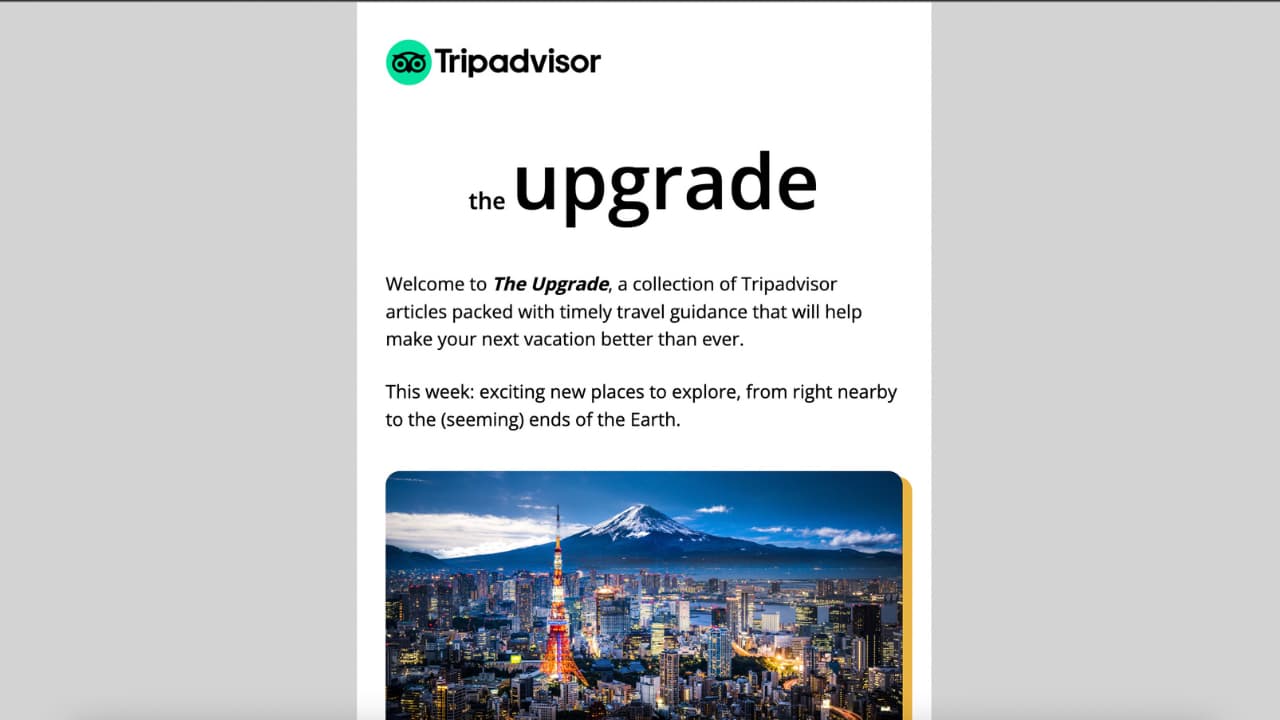 Tripadvisor
the upgrade
Welcome to The Upgrade, a collection of Tripadvisor
articles packed with timely travel guidance that will help
make your next vacation better than ever.
This week: exciting new places to explore, from right nearby
to the (seeming) ends of the Earth.